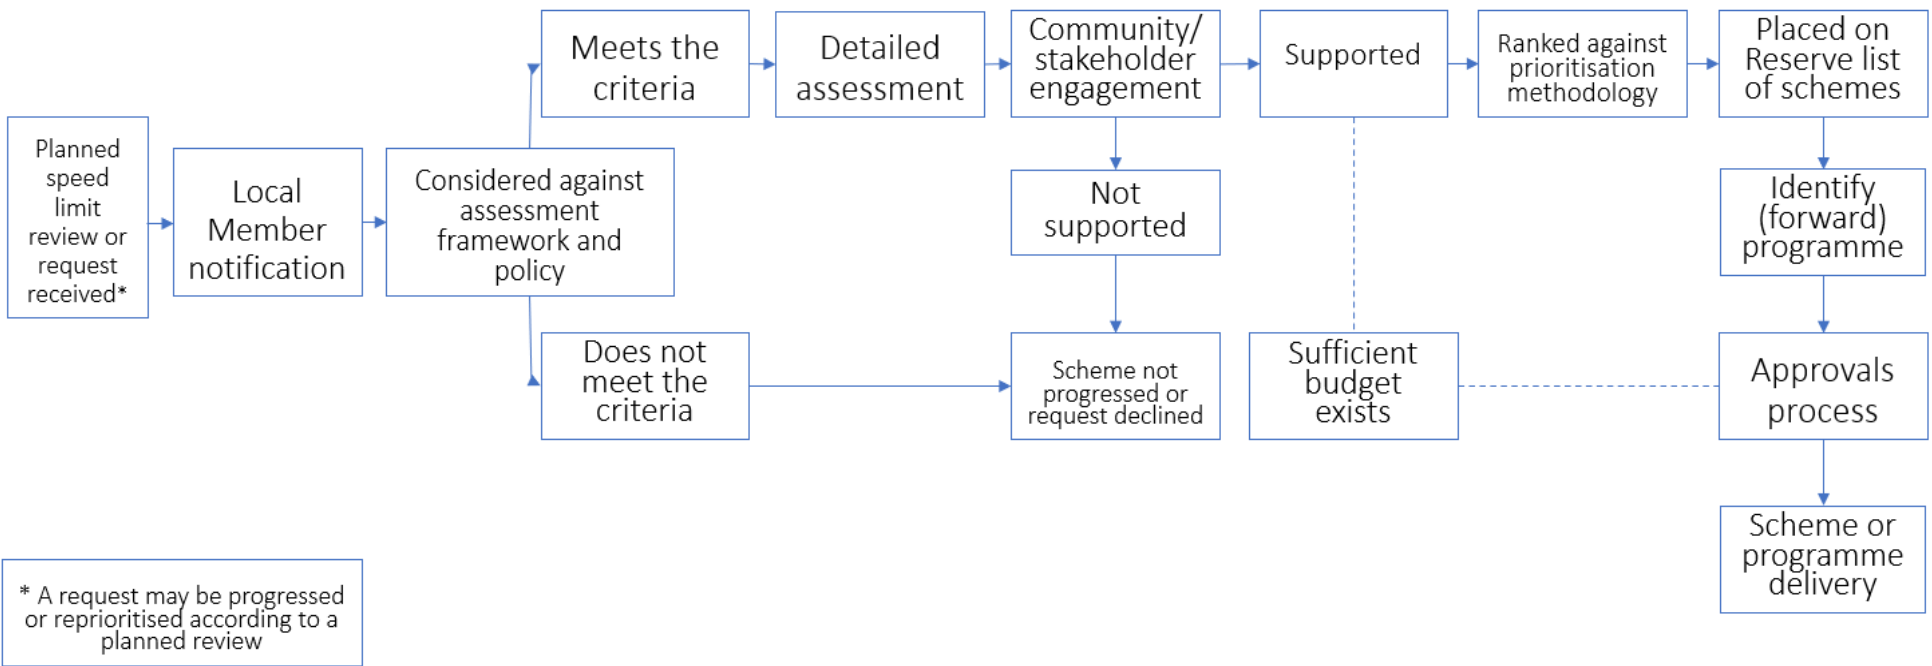 Planned
speed
limit
review or
request
received*
Local
Member
notification
Considered against
assessment
framework and
policy
Meets the
criteria
Detailed
assessment
Community/
stakeholder
engagement
Supported
Ranked against
prioritisation
methodology
Placed on
Reserve list
of schemes
Not
supported
Identify
(forward)
programme
Does not
meet the
criteria
Scheme not
progressed or
request declined
Sufficient
budget
exists
Approvals
process
Scheme or
programme
delivery
* A request may be progressed
or reprioritised according to a
planned review